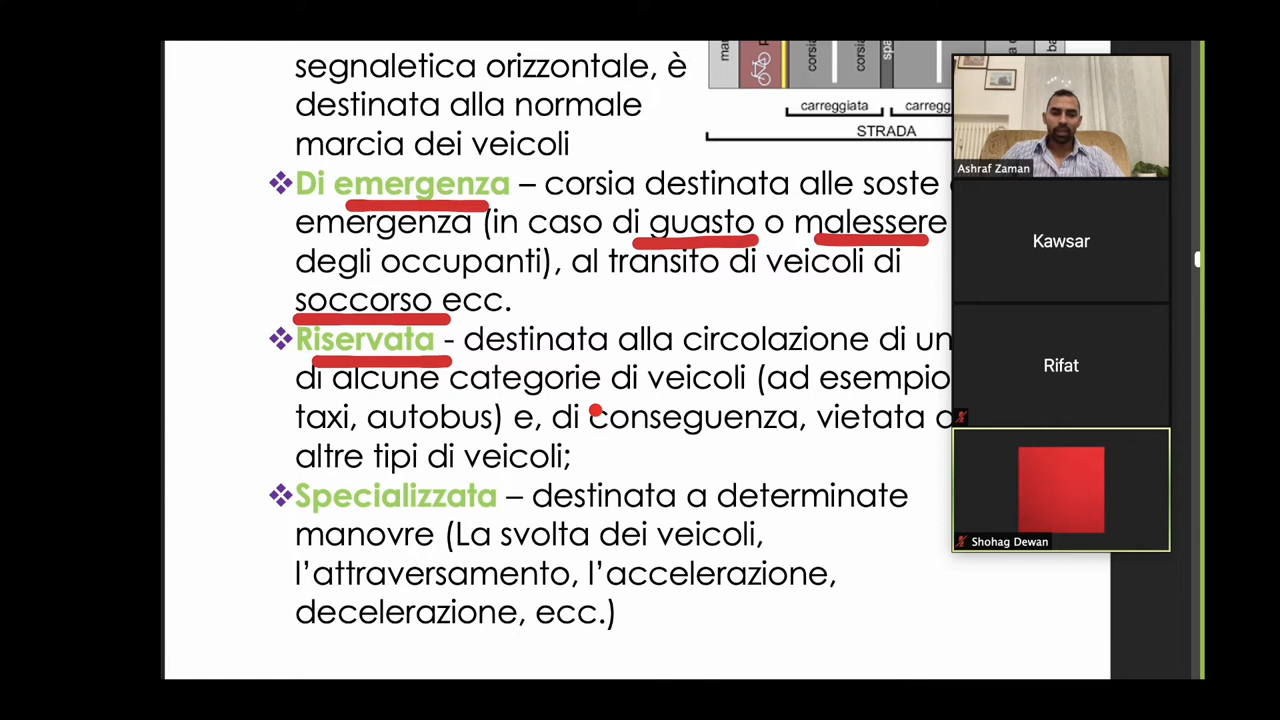 segnaletica orizzontale, è
destinata alla normale
marcia dei veicoli
❖Di emergenza – corsia destinata alle soste
emergenza (in caso di guasto o malessere
degli occupanti), al transito di veicoli di
soccorso ecc.
❖Riservata - destinata alla circolazione di un
di alcune categorie di veicoli (ad esempio
taxi, autobus) e, di conseguenza, vietata
altre tipi di veicoli;
❖Specializzata – destinata a determinate
manovre (La svolta dei veicoli,
l'attraversamento, l'accelerazione,
decelerazione, ecc.)
corsia
corsia
carreggiata
carregg
STRADA
Ashraf Zaman
Kawsar
Rifat
Shohag Dewan